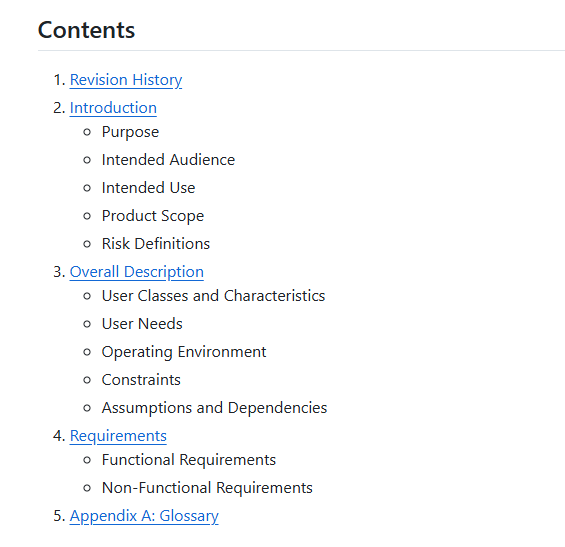 Contents
1. Revision History
2. Introduction
Purpose
Intended Audience
Intended Use
Product Scope
Risk Definitions
3. Overall Description
User Classes and Characteristics
User Needs
Operating Environment
Constraints
Assumptions and Dependencies
4. Requirements
Functional Requirements
Non-Functional Requirements
5. Appendix A: Glossary